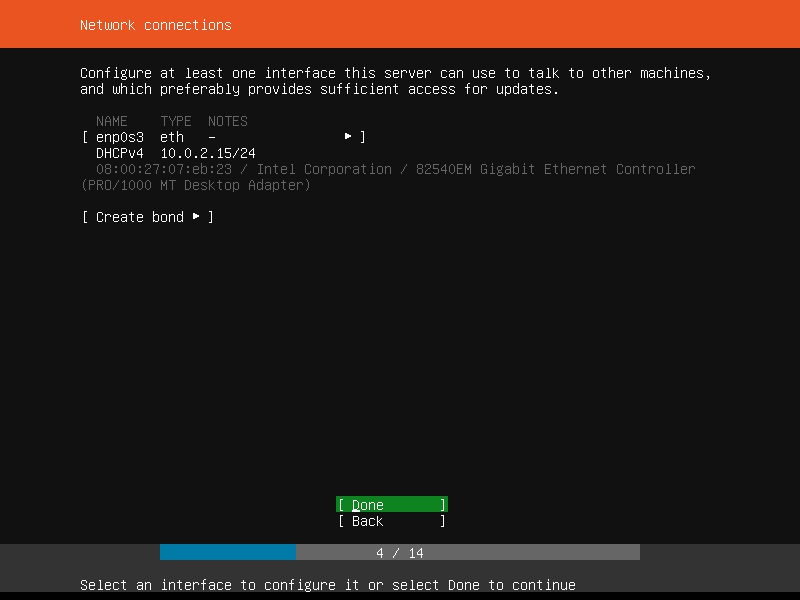 Network connections
Configure at least one interface this server can use to talk to other machines,
and which preferably provides sufficient access for updates.
NAME TYPE NOTES
[ enp0s3 eth - ▸ ]
DHCPv4 10.0.2.15/24
08:00:27:07:eb:23 / Intel Corporation / 82540EM Gigabit Ethernet Controller
(PRO/1000 MT Desktop Adapter)
[ Create bond ▸ ]
[ Done ]
[ Back ]
4 / 14
Select an interface to configure it or select Done to continue